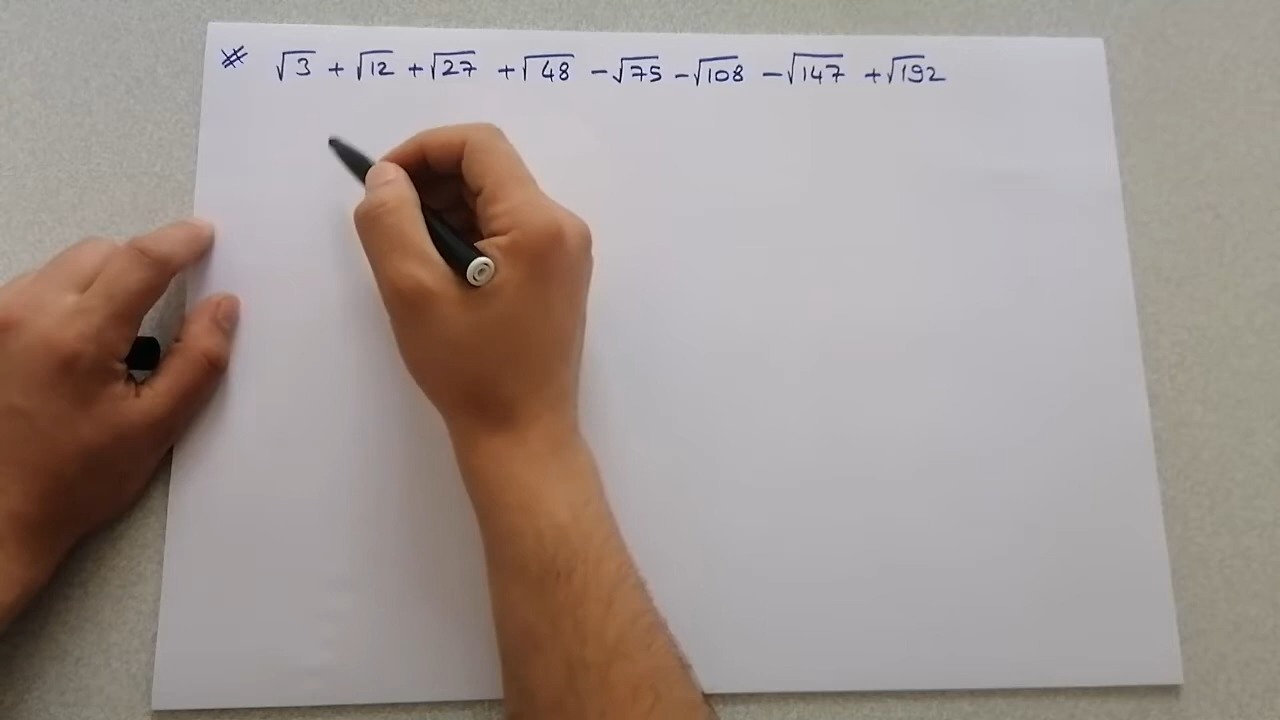 * √3 + √12 + √27 + √48 - √75 - √108 - √147 + √192